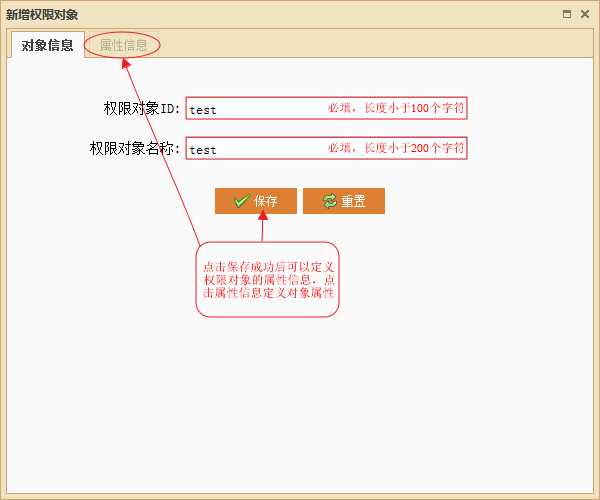 新增权限对象
对象信息 属性信息
权限对象ID: test 必填，长度小于100个字符
权限对象名称: test 必填，长度小于200个字符
保存 重置
点击保存成功后可以定义
权限对象的属性信息，点
击属性信息定义对象属性